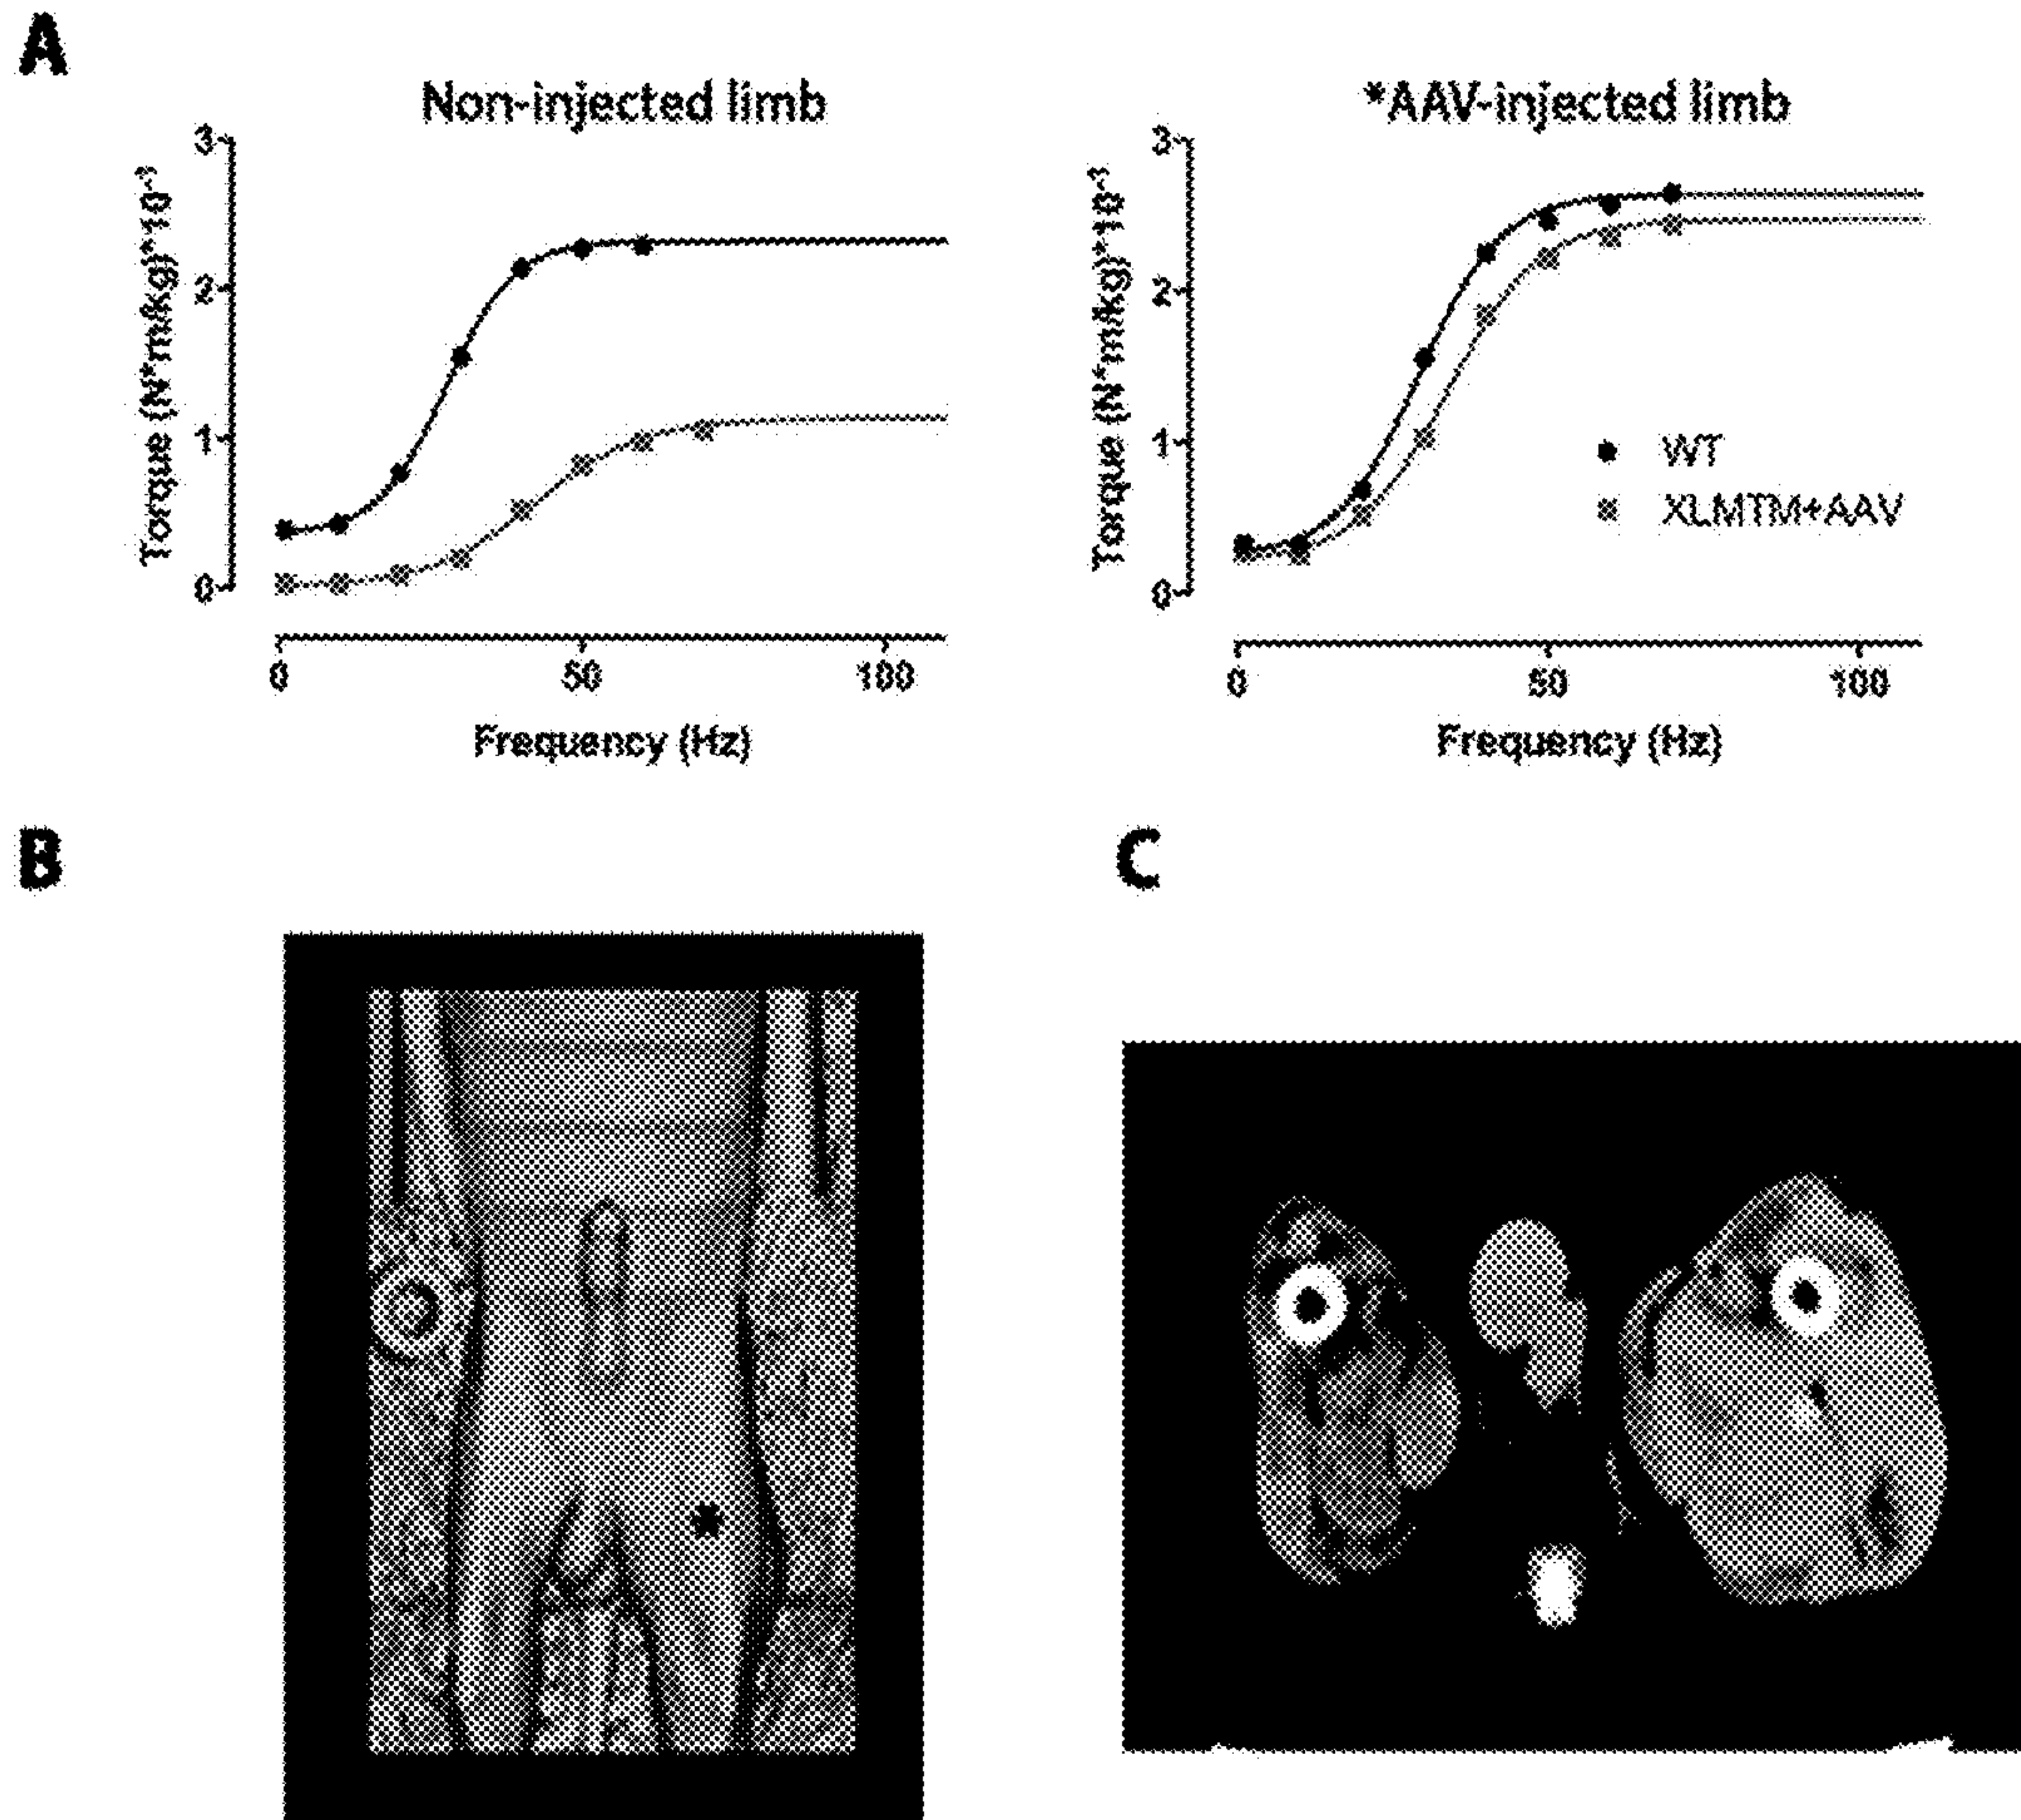 A
Non-injected limb
*AAV-injected limb
Torque (N*m/kg)*10-3
3
2
1
0
0
50
100
Frequency (Hz)
Torque (N*m/kg)*10-3
3
2
1
0
WT
XLMTM+AAV
0
50
100
Frequency (Hz)
B
C
*